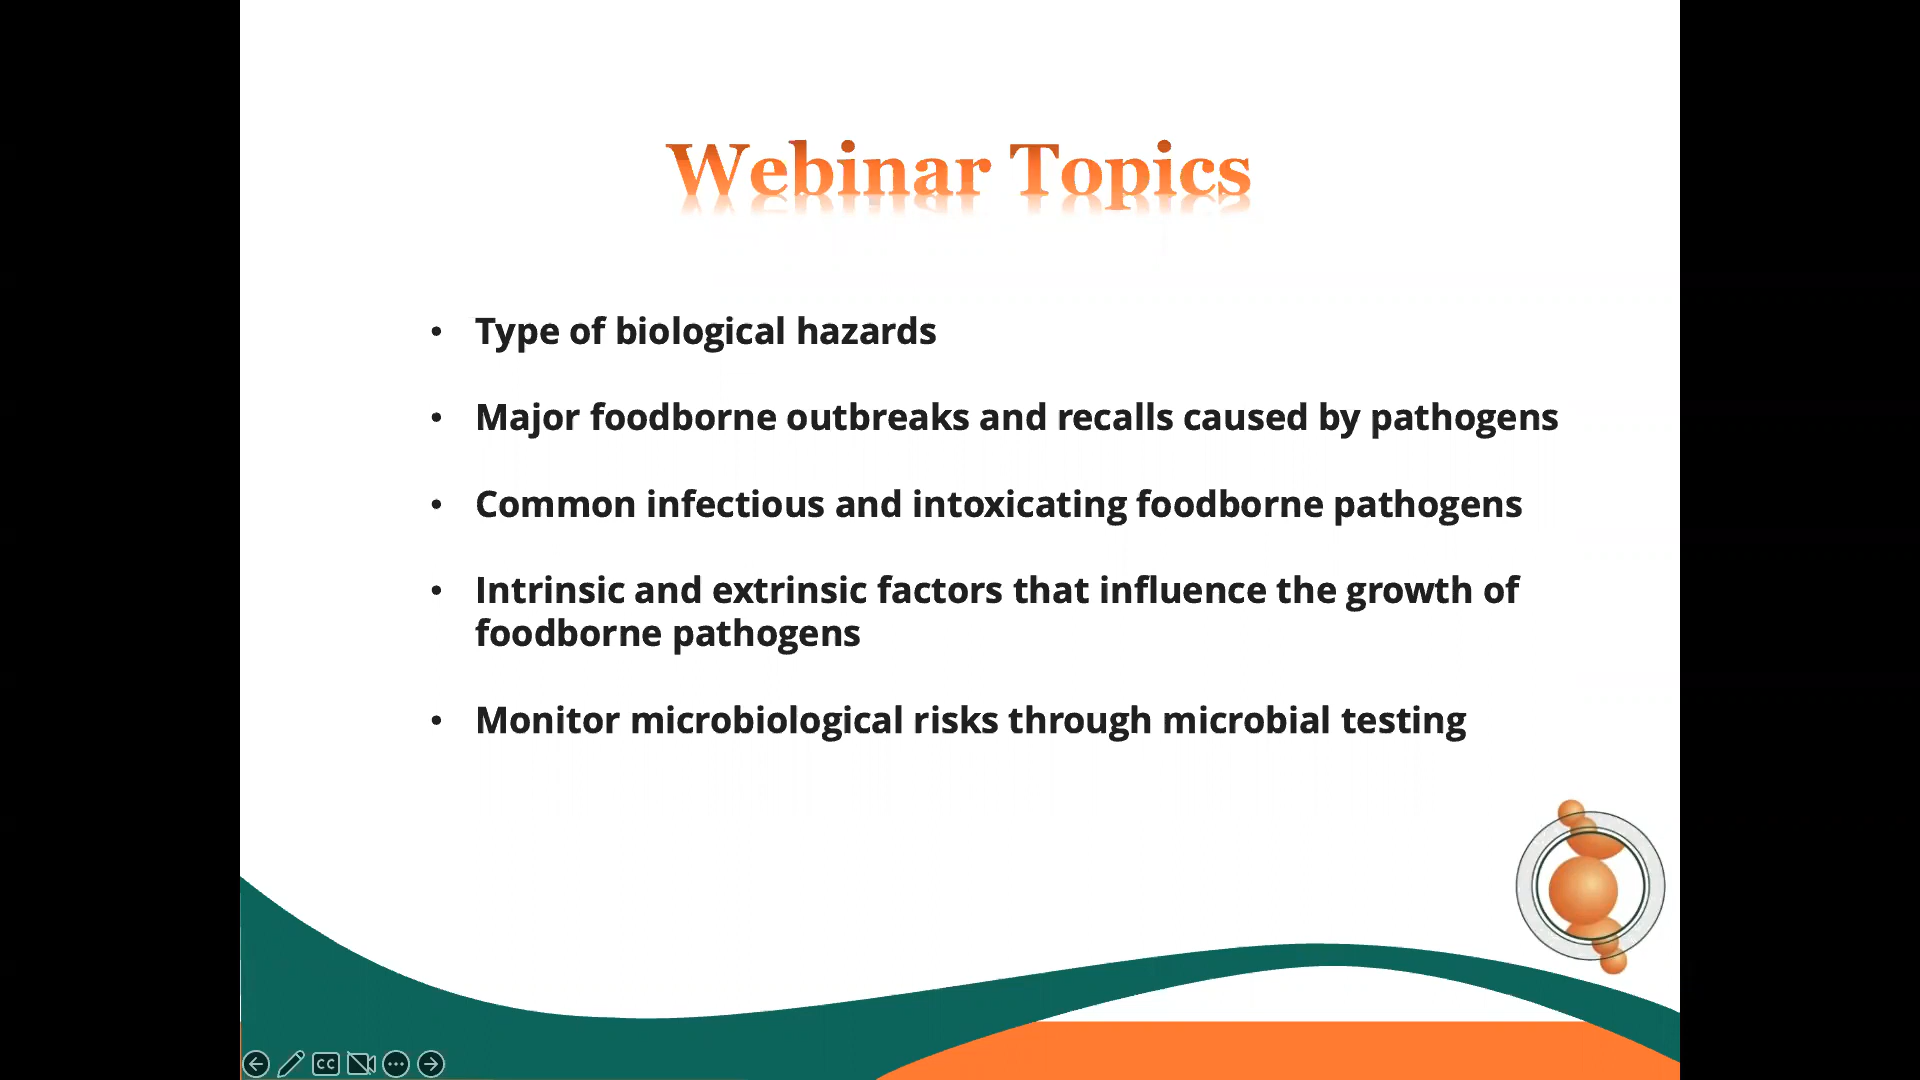 Webinar Topics
• Type of biological hazards
• Major foodborne outbreaks and recalls caused by pathogens
• Common infectious and intoxicating foodborne pathogens
• Intrinsic and extrinsic factors that influence the growth of
foodborne pathogens
• Monitor microbiological risks through microbial testing
CC